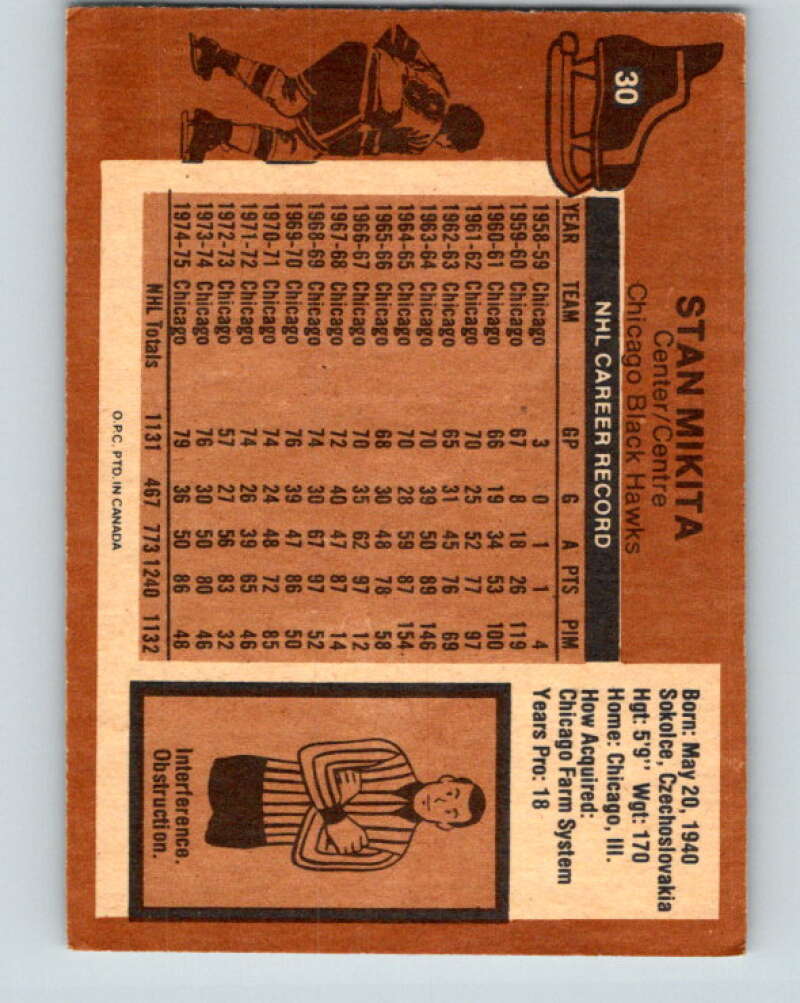 30
STAN MIKITA
Center/Centre
Chicago Black Hawks
NHL CAREER RECORD
YEAR TEAM GP G A PTS PIM
1958-59 Chicago 3 0 1 1 4
1959-60 Chicago 67 8 18 26 119
1960-61 Chicago 66 19 34 53 100
1961-62 Chicago 70 25 52 77 97
1962-63 Chicago 65 31 45 76 69
1963-64 Chicago 70 39 50 89 146
1964-65 Chicago 70 28 59 87 154
1965-66 Chicago 68 30 48 78 58
1966-67 Chicago 70 35 62 97 12
1967-68 Chicago 72 40 47 87 14
1968-69 Chicago 74 30 67 97 52
1969-70 Chicago 76 39 47 86 50
1970-71 Chicago 74 24 48 72 85
1971-72 Chicago 74 26 39 65 46
1972-73 Chicago 57 27 56 83 32
1973-74 Chicago 76 30 50 80 46
1974-75 Chicago 79 36 50 86 48
NHL Totals 1131 467 773 1240 1132
O.P.C. PTD. IN CANADA
Born: May 20, 1940
Sokolce, Czechoslovakia
Hgt: 5'9" Wgt: 170
Home: Chicago, Ill.
How Acquired:
Chicago Farm System
Years Pro: 18
Interference.
Obstruction.